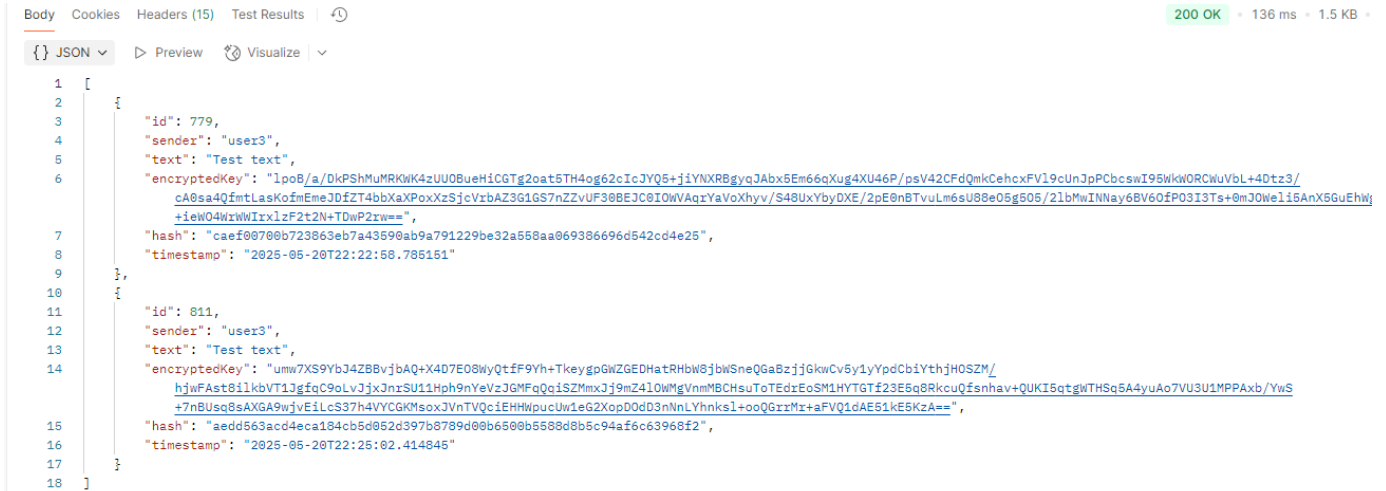 Body Cookies Headers (15) Test Results 200 OK 136 ms 1.5 KB
{} JSON Preview Visualize
1 [
2 {
3 "id": 779,
4 "sender": "user3",
5 "text": "Test text",
6 "encryptedKey": "lpoB/a/DkPShMuMRKWK4zUUOBueHiCGTg2oat5TH4og62cIcJYQ5+jiYNXRBgyqJAbx5Em66qXug4XU46P/psV42CFdQmkCehcxFVl9cUnJpPCbcswI95WkWORCWuVbL+4Dtz3/
cA0sa4QfmtLasKofmEmeJDfZT4bbXaXPoxXzSjcVrbAZ3G1GS7nZZvUF30BEJC0IOWVAqrYaVoXhyv/S48UxYbyDXE/2pE0nBTvuLm6sU88eO5g5O5/2lbMwINNay6BV6OfPO3I3Ts+0mJOWeli5AnX5GuEhWg
+ieWO4WrWWIrxlzF2t2N+TDwP2rw==",
7 "hash": "caef00700b723863eb7a43590ab9a791229be32a558aa069386696d542cd4e25",
8 "timestamp": "2025-05-20T22:22:58.785151"
9 },
10 {
11 "id": 811,
12 "sender": "user3",
13 "text": "Test text",
14 "encryptedKey": "umw7XS9YbJ4ZBBvjbAQ+X4D7EO8WyQtfF9Yh+TkeygpGWZGEDHatRHbW8jbWSneQGaBzjjGkwCv5y1yYpdCbiYthjHOSZM/
hjwFAst8ilkbVT1JgfqC9oLvJjxJnrSU11Hph9nYeVzJGMFqQqiSZMmxJj9mZ4lOWMgVnmMBCHsuToTEdrEoSM1HYTGTf23E5q8RkcuQfsnhav+QUKI5qtgWTHSq5A4yuAo7VU3U1MPPAxb/YwS
+7nBUsq8sAXGA9wjvEiLcS37h4VYCGKMsoxJVnTVQciEHHWpucUw1eG2XopDOdD3nNnLYhnksl+ooQGrrMr+aFVQ1dAE51kE5KzA==",
15 "hash": "aedd563acd4eca184cb5d052d397b8789d00b6500b5588d8b5c94af6c63968f2",
16 "timestamp": "2025-05-20T22:25:02.414845"
17 }
18 ]